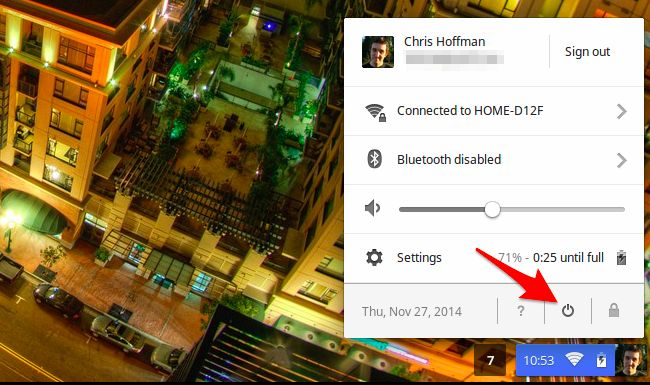 Chris Hoffman
Sign out
Connected to HOME-D12F
Bluetooth disabled
Settings
71% - 0:25 until full
Thu, Nov 27, 2014
?
7
10:53